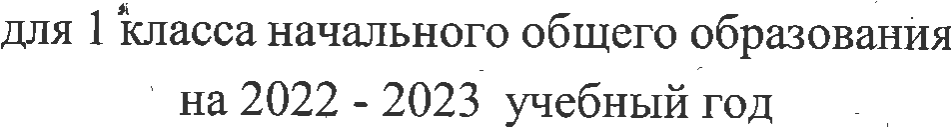 для 1 класса начального общего образования
на 2022 - 2023 учебный год